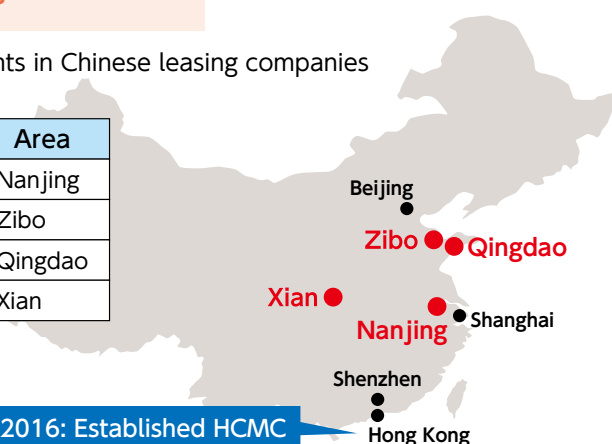 nts in Chinese leasing companies
Area
Nanjing
Zibo
Qingdao
Xian
Beijing
Zibo
Qingdao
Xian
Nanjing
Shanghai
Shenzhen
Hong Kong
2016: Established HCMC